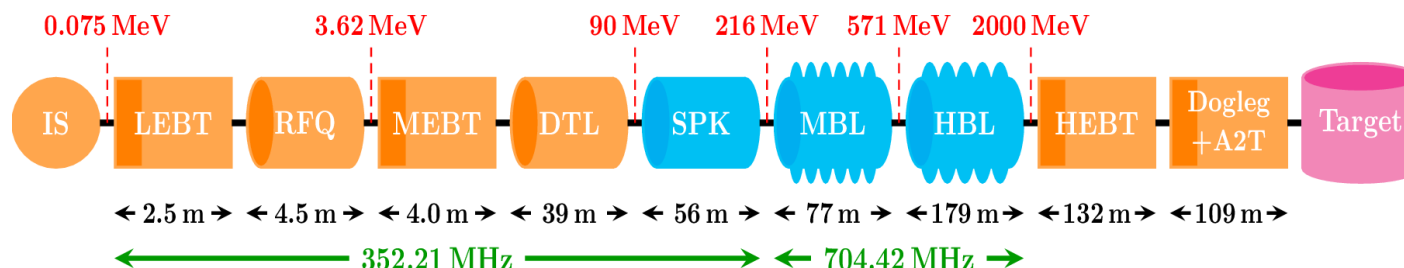 0.075 MeV 3.62 MeV 90 MeV 216 MeV 571 MeV 2000 MeV
IS LEBT RFQ MEBT DTL SPK MBL HBL HEBT Dogleg +A2T Target
2.5 m 4.5 m 4.0 m 39 m 56 m 77 m 179 m 132 m 109 m
352.21 MHz 704.42 MHz